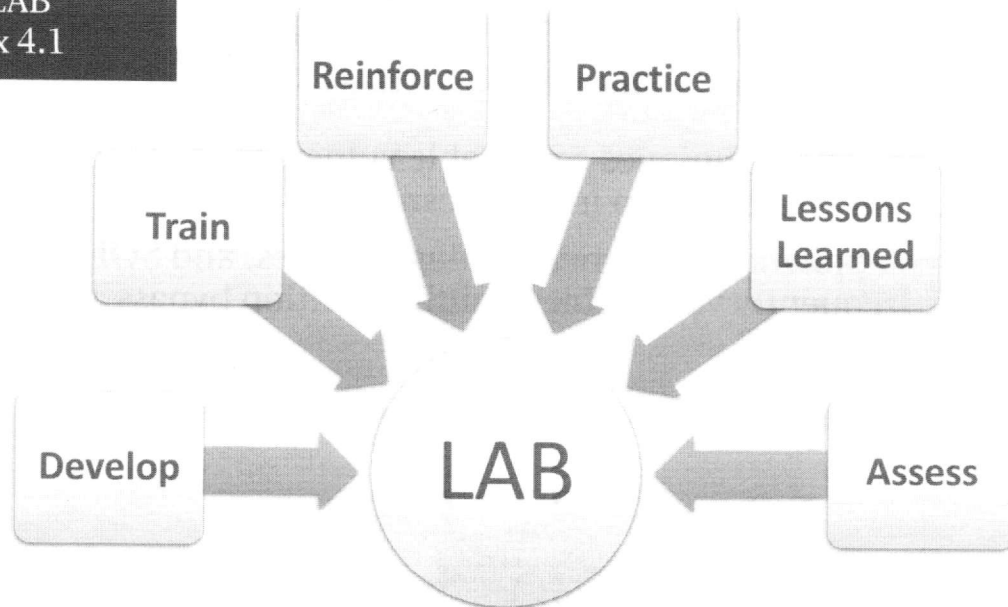 LAB
x 4.1
Reinforce
Practice
Train
Lessons
Learned
Develop
LAB
Assess